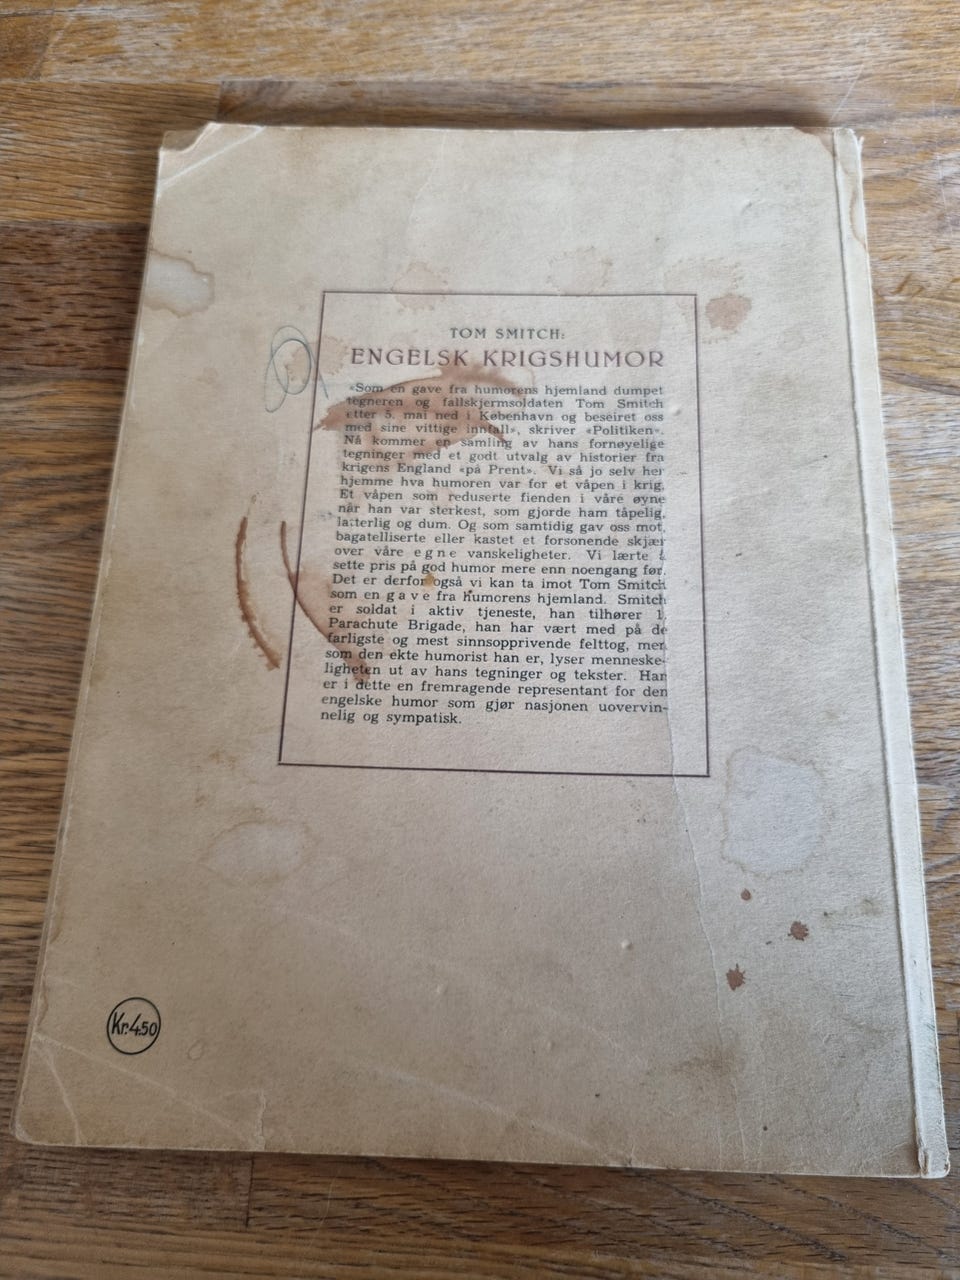 TOM SMITCH:
ENGELSK KRIGSHUMOR
«Som en gave fra humorens hjemland dumpet
tegneren og fallskjermsoldaten Tom Smitch
etter 5. mai ned i København og beseiret oss
med sine vittige innfall», skriver «Politiken».
Nå kommer en samling av hans fornøyelige
tegninger med et godt utvalg av historier fra
krigens England «på Prent». Vi så jo selv her
hjemme hva humoren var for et våpen i krig.
Et våpen som reduserte fienden i våre øyne
når han var sterkest, som gjorde ham tåpelig,
latterlig og dum. Og som samtidig gav oss mot,
bagatelliserte eller kastet et forsonende skjær
over våre egne vanskeligheter. Vi lærte å
sette pris på god humor mere enn noengang før.
Det er derfor også vi kan ta imot Tom Smitch
som en gave fra humorens hjemland. Smitch
er soldat i aktiv tjeneste, han tilhører 1.
Parachute Brigade, han har vært med på de
farligste og mest sinnsopprivende felttog, men
som den ekte humorist han er, lyser menneske-
ligheten ut av hans tegninger og tekster. Han
er i dette en fremragende representant for den
engelske humor som gjør nasjonen uovervin-
nelig og sympatisk.
Kr. 4.50